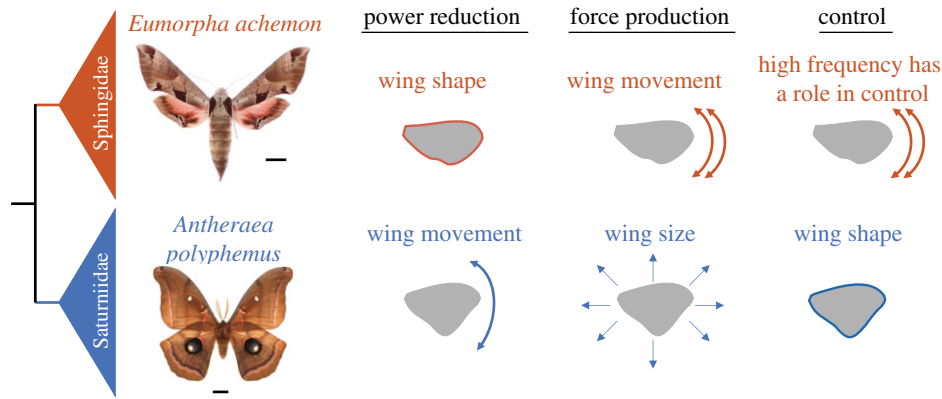 Eumorpha achemon
power reduction
force production
control
Sphingidae
wing shape
wing movement
high frequency has
a role in control
Saturniidae
Antheraea
polyphemus
wing movement
wing size
wing shape